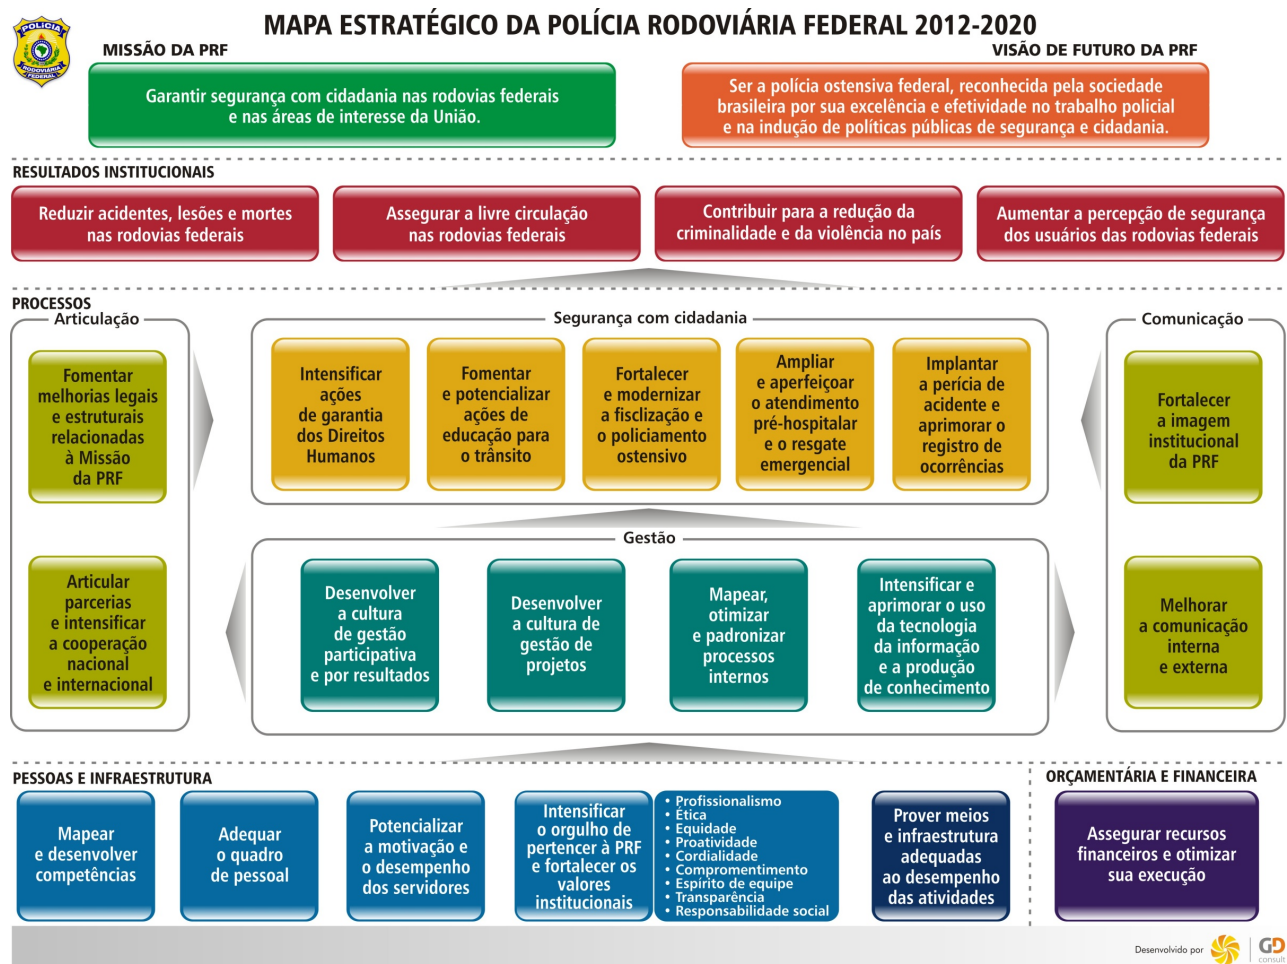 MAPA ESTRATÉGICO DA POLÍCIA RODOVIÁRIA FEDERAL 2012-2020
POLÍCIA
RODOVIÁRIA
FEDERAL
MISSÃO DA PRF
Garantir segurança com cidadania nas rodovias federais
e nas áreas de interesse da União.
VISÃO DE FUTURO DA PRF
Ser a polícia ostensiva federal, reconhecida pela sociedade
brasileira por sua excelência e efetividade no trabalho policial
e na indução de políticas públicas de segurança e cidadania.
RESULTADOS INSTITUCIONAIS
Reduzir acidentes, lesões e mortes
nas rodovias federais
Assegurar a livre circulação
nas rodovias federais
Contribuir para a redução da
criminalidade e da violência no país
Aumentar a percepção de segurança
dos usuários das rodovias federais
PROCESSOS
Articulação
Fomentar
melhorias legais
e estruturais
relacionadas
à Missão
da PRF
Articular
parcerias
e intensificar
a cooperação
nacional
e internacional
Segurança com cidadania
Intensificar
ações
de garantia
dos Direitos
Humanos
Fomentar
e potencializar
ações de
educação para
o trânsito
Fortalecer
e modernizar
a fisclização e
o policiamento
ostensivo
Ampliar
e aperfeiçoar
o atendimento
pré-hospitalar
e o resgate
emergencial
Implantar
a perícia de
acidente e
aprimorar o
registro de
ocorrências
Gestão
Desenvolver
a cultura
de gestão
participativa
e por resultados
Desenvolver
a cultura de
gestão de
projetos
Mapear,
otimizar
e padronizar
processos
internos
Intensificar e
aprimorar o uso
da tecnologia
da informação
e a produção
de conhecimento
Comunicação
Fortalecer
a imagem
institucional
da PRF
Melhorar
a comunicação
interna
e externa
PESSOAS E INFRAESTRUTURA
Mapear
e desenvolver
competências
Adequar
o quadro
de pessoal
Potencializar
a motivação e
o desempenho
dos servidores
Intensificar
o orgulho de
pertencer à PRF
e fortalecer os
valores
institucionais
• Profissionalismo
• Ética
• Equidade
• Proatividade
• Cordialidade
• Comprometimento
• Espírito de equipe
• Transparência
• Responsabilidade social
Prover meios
e infraestrutura
adequadas
ao desempenho
das atividades
ORÇAMENTÁRIA E FINANCEIRA
Assegurar recursos
financeiros e otimizar
sua execução
Desenvolvido por
GD
consult